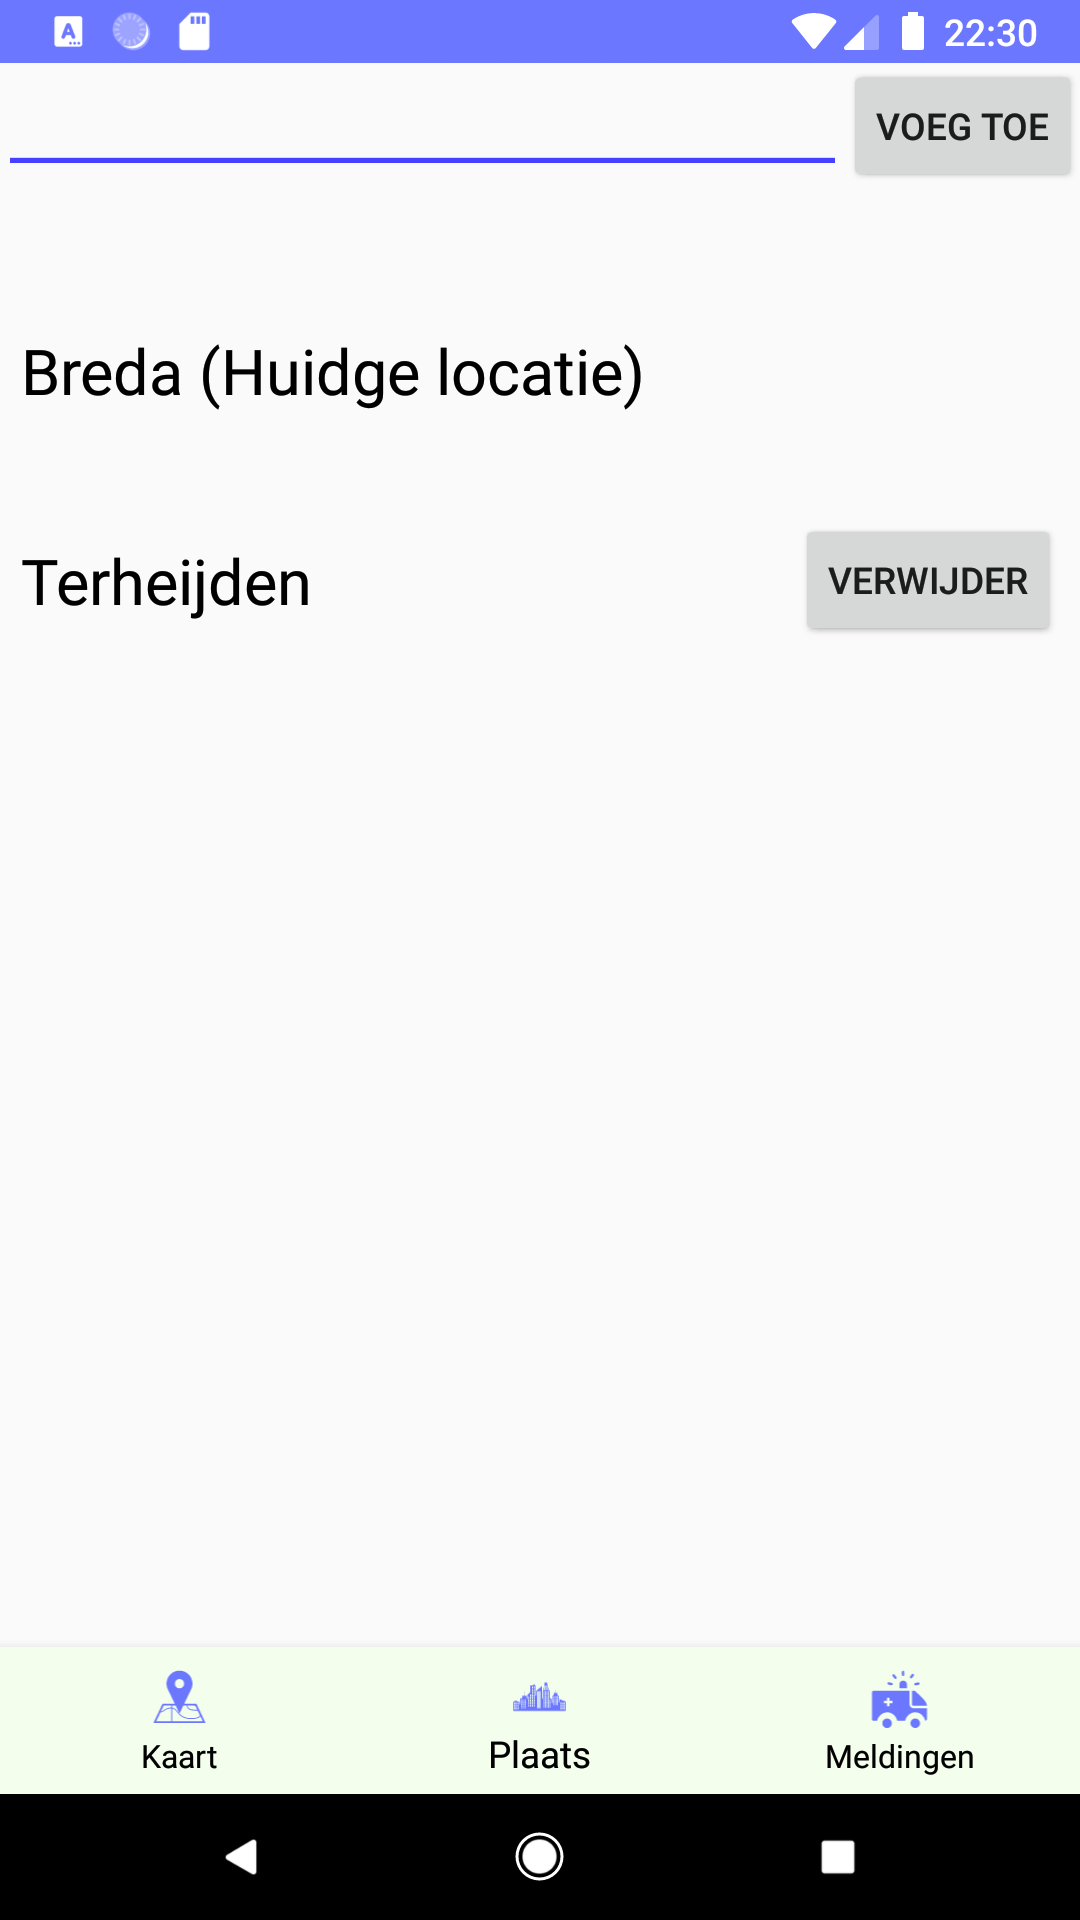 22:30
VOEG TOE
Breda (Huidge locatie)
Terheijden
VERWIJDER
Kaart
Plaats
Meldingen